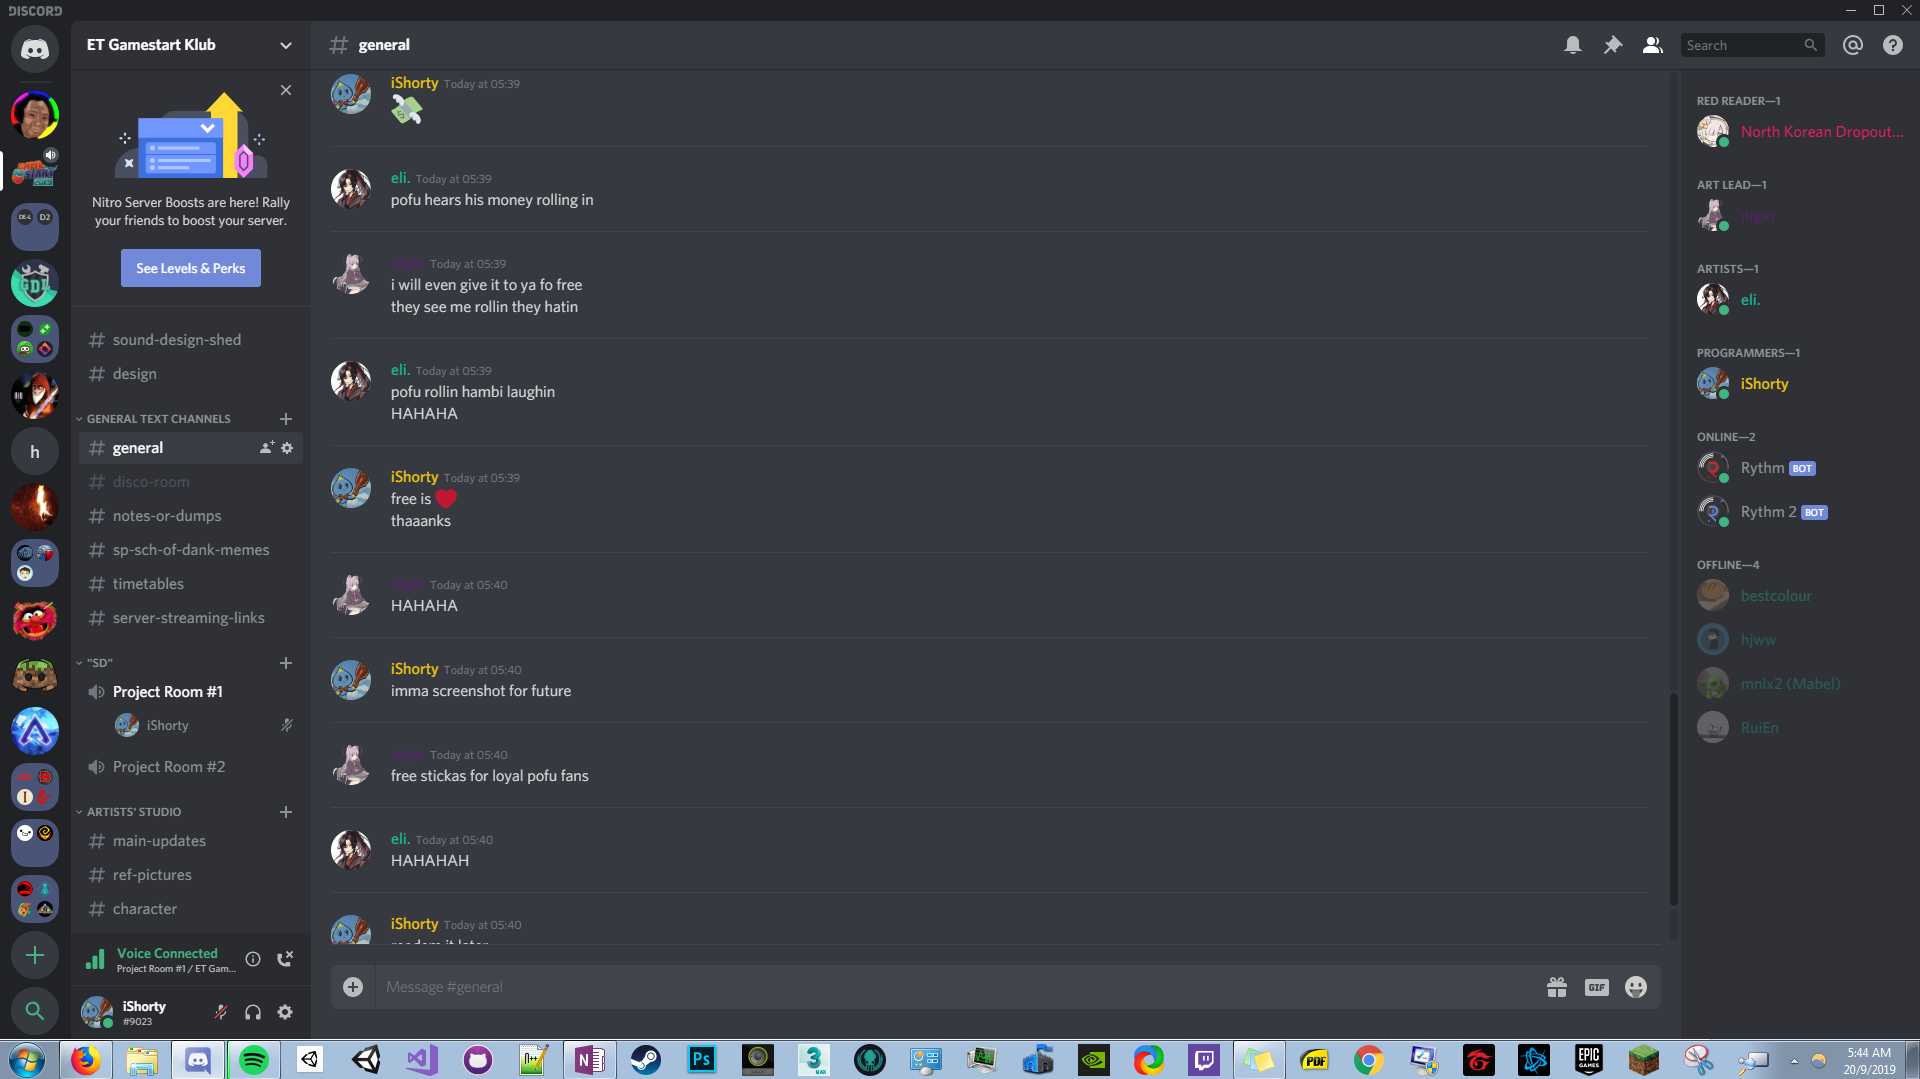 DISCORD
ET Gamestart Klub
general
Search
Nitro Server Boosts are here! Rally
your friends to boost your server.
See Levels & Perks
sound-design-shed
design
GENERAL TEXT CHANNELS
general
disco-room
notes-or-dumps
sp-sch-of-dank-memes
timetables
server-streaming-links
"SD"
Project Room #1
iShorty
Project Room #2
ARTISTS' STUDIO
main-updates
ref-pictures
character
Voice Connected
Project Room #1 / ET Gam...
iShorty
#9023
iShorty Today at 05:39
eli. Today at 05:39
pofu hears his money rolling in
Today at 05:39
i will even give it to ya fo free
they see me rollin they hatin
eli. Today at 05:39
pofu rollin hambi laughin
HAHAHA
iShorty Today at 05:39
free is
thaaanks
Today at 05:40
HAHAHA
iShorty Today at 05:40
imma screenshot for future
Today at 05:40
free stickas for loyal pofu fans
eli. Today at 05:40
HAHAHAH
iShorty Today at 05:40
Message #general
GIF
RED READER—1
North Korean Dropout...
ART LEAD—1
nigiri
ARTISTS—1
eli.
PROGRAMMERS—1
iShorty
ONLINE—2
Rythm BOT
Rythm 2 BOT
OFFLINE—4
bestcolour
hjww
mnlx2 (Mabel)
RuiEn
h
GDL
DE-L
D2
Ps
3
MAX
PDF
EPIC
GAMES
5:44 AM
20/9/2019